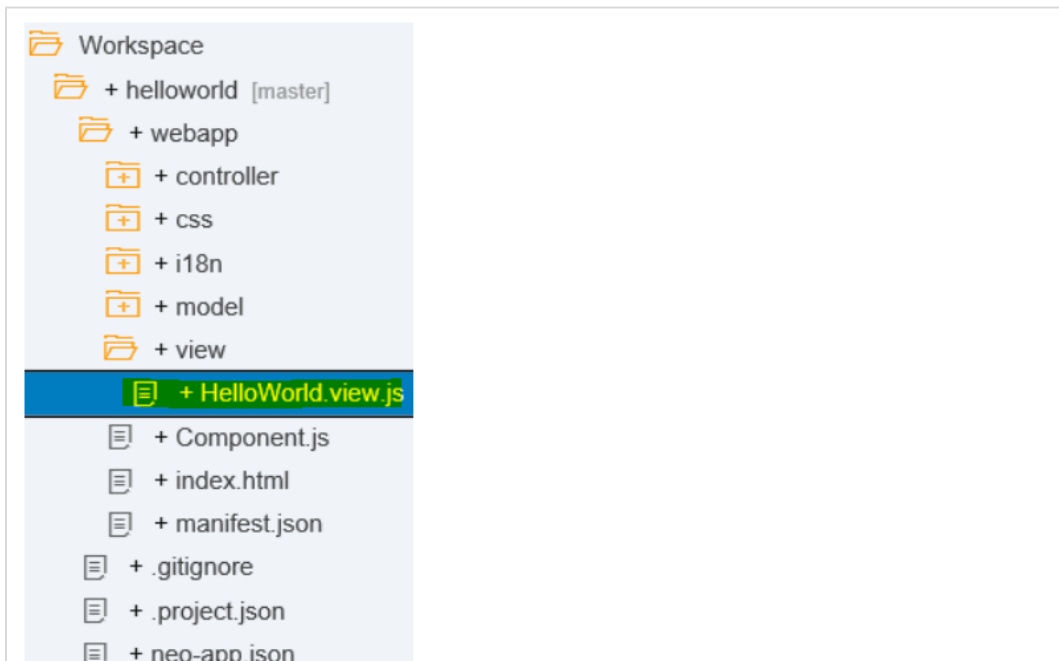 Workspace
+ helloworld [master]
+ webapp
+ controller
+ css
+ i18n
+ model
+ view
+ HelloWorld.view.js
+ Component.js
+ index.html
+ manifest.json
+ .gitignore
+ .project.json
+ neo-app.json